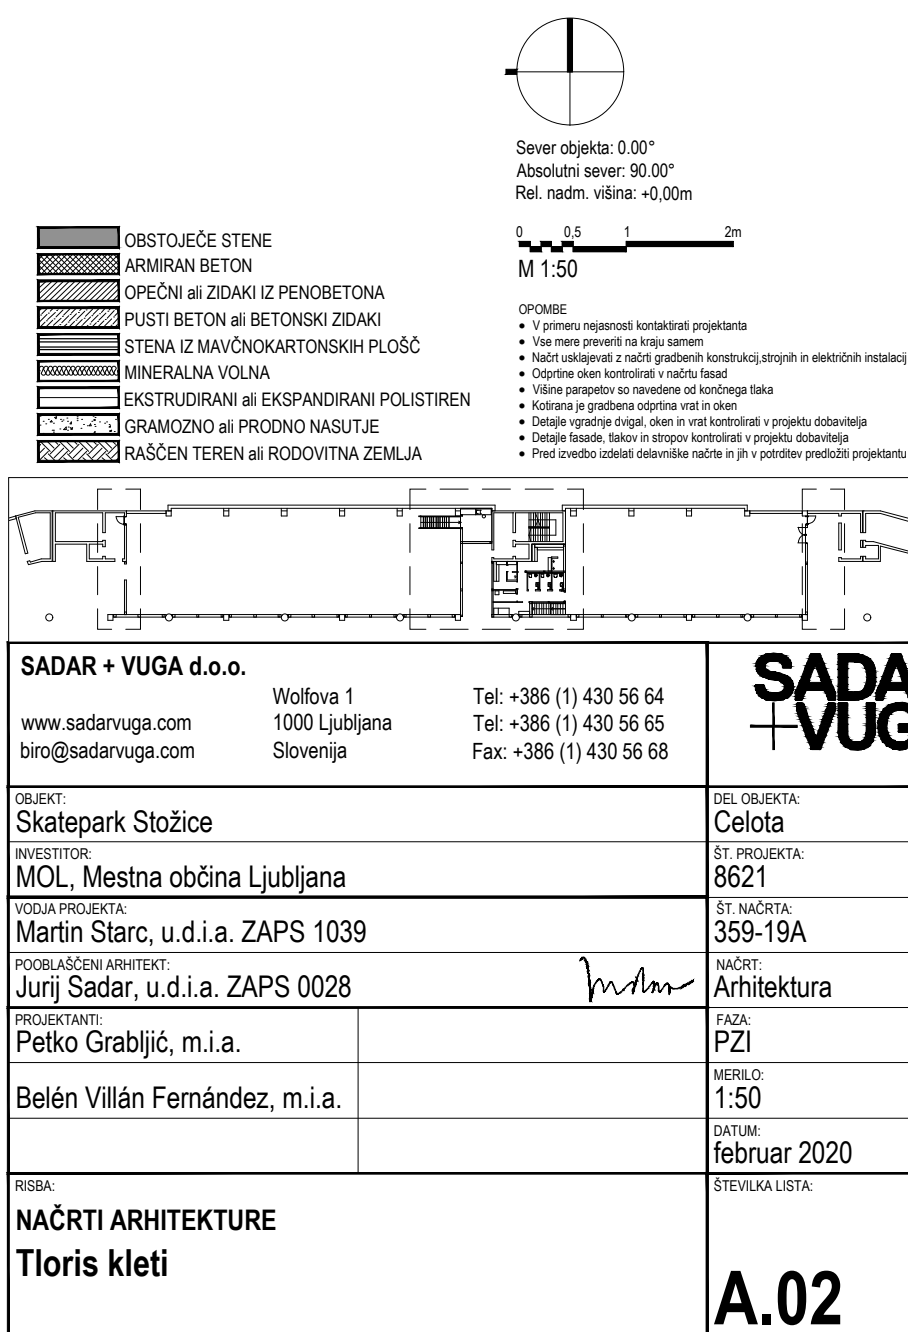 Sever objekta: 0.00°
Absolutni sever: 90.00°
Rel. nadm. višina: +0,00m
0 0,5 1 2m
M 1:50
OBSTOJEČE STENE
ARMIRAN BETON
OPEČNI ali ZIDAKI IZ PENOBETONA
PUSTI BETON ali BETONSKI ZIDAKI
STENA IZ MAVČNOKARTONSKIH PLOŠČ
MINERALNA VOLNA
EKSTRUDIRANI ali EKSPANDIRANI POLISTIREN
GRAMOZNO ali PRODNO NASUTJE
RAŠČEN TEREN ali RODOVITNA ZEMLJA
OPOMBE
• V primeru nejasnosti kontaktirati projektanta
• Vse mere preveriti na kraju samem
• Načrt usklajevati z načrti gradbenih konstrukcij,strojnih in električnih instalacij
• Odprtine oken kontrolirati v načrtu fasad
• Višine parapetov so navedene od končnega tlaka
• Kotirana je gradbena odprtina vrat in oken
• Detajle vgradnje dvigal, oken in vrat kontrolirati v projektu dobavitelja
• Detajle fasade, tlakov in stropov kontrolirati v projektu dobavitelja
• Pred izvedbo izdelati delavniške načrte in jih v potrditev predložiti projektantu
SADAR + VUGA d.o.o.
Wolfova 1 Tel: +386 (1) 430 56 64
www.sadarvuga.com 1000 Ljubljana Tel: +386 (1) 430 56 65
biro@sadarvuga.com Slovenija Fax: +386 (1) 430 56 68
SADA
+VUG
OBJEKT:
Skatepark Stožice
DEL OBJEKTA:
Celota
INVESTITOR:
MOL, Mestna občina Ljubljana
ŠT. PROJEKTA:
8621
VODJA PROJEKTA:
Martin Starc, u.d.i.a. ZAPS 1039
ŠT. NAČRTA:
359-19A
POOBLAŠČENI ARHITEKT:
Jurij Sadar, u.d.i.a. ZAPS 0028
NAČRT:
Arhitektura
PROJEKTANTI:
Petko Grabljić, m.i.a.
FAZA:
PZI
Belén Villán Fernández, m.i.a.
MERILO:
1:50
DATUM:
februar 2020
RISBA:
NAČRTI ARHITEKTURE
Tloris kleti
ŠTEVILKA LISTA:
A.02